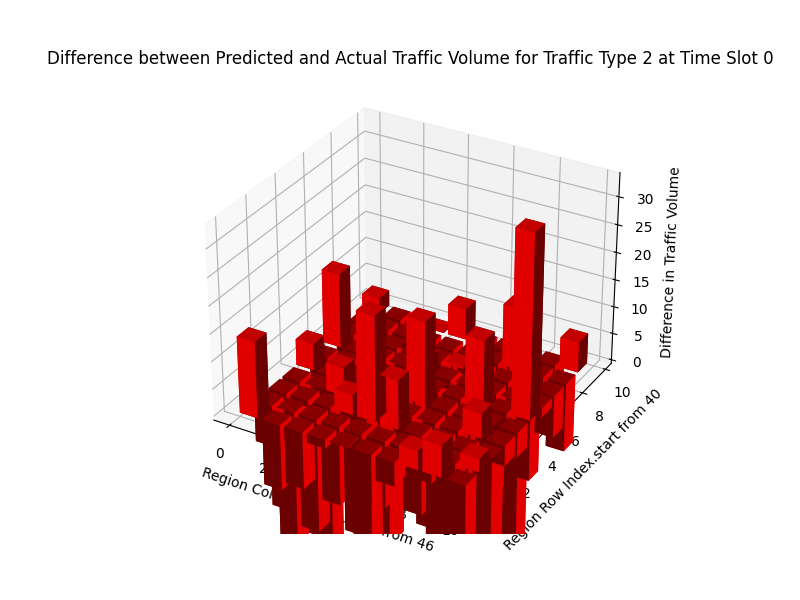 Difference between Predicted and Actual Traffic Volume for Traffic Type 2 at Time Slot 0
30
25
20
15
10
5
0
Difference in Traffic Volume
10
8
6
4
2
Region Row Index.start from 40
0
2
Region Col
from 46